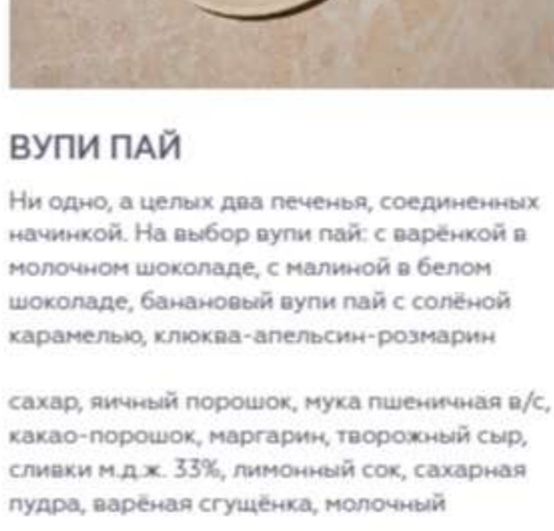 ВУПИ ПАЙ
Ни одно, а целых два печенья, соединенных
начинкой. На выбор вупи пай: с варёнкой в
молочном шоколаде, с малиной в белом
шоколаде, банановый вупи пай с солёной
карамелью, клюква-апельсин-розмарин
сахар, яичный порошок, мука пшеничная в/с,
какао-порошок, маргарин, творожный сыр,
сливки м.д.ж. 33%, лимонный сок, сахарная
пудра, варёная сгущёнка, молочный